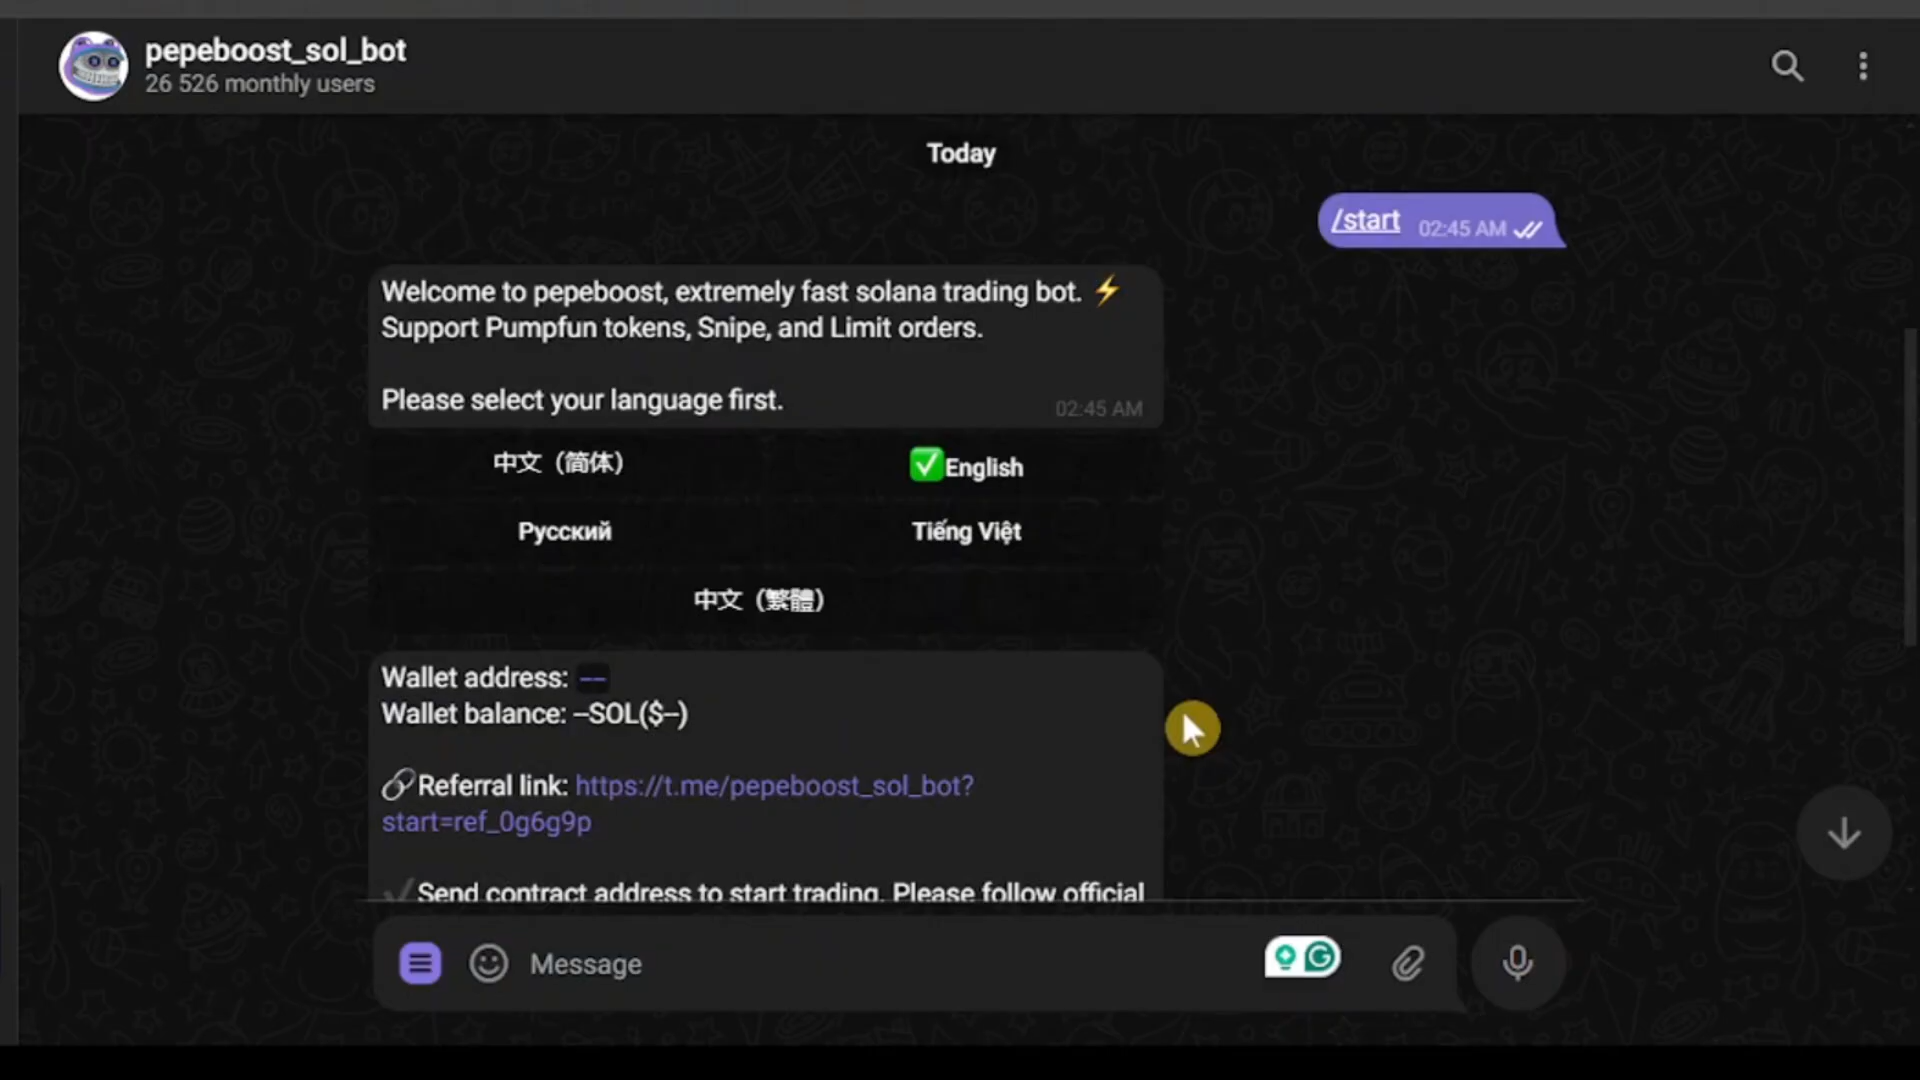 pepeboost_sol_bot
26 526 monthly users
Today
/start 02:45 AM
Welcome to pepeboost, extremely fast solana trading bot. ⚡
Support Pumpfun tokens, Snipe, and Limit orders.
Please select your language first.
02:45 AM
中文（简体） ✅English
Русский Tiếng Việt
中文（繁體）
Wallet address: --
Wallet balance: --SOL($--)
🔗Referral link: https://t.me/pepeboost_sol_bot?
start=ref_0g6g9p
✔Send contract address to start trading. Please follow official
Message